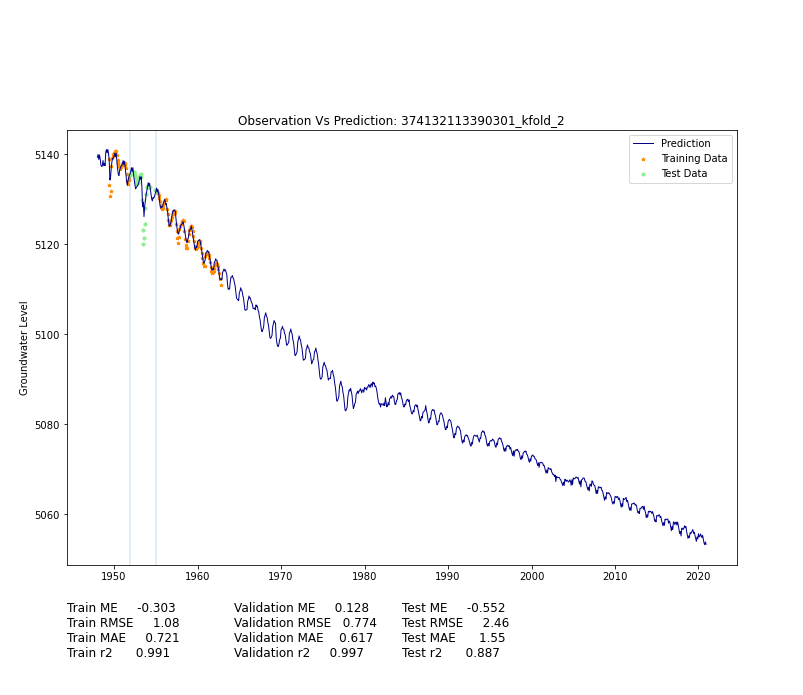 Observation Vs Prediction: 374132113390301_kfold_2
Prediction
Training Data
Test Data
Groundwater Level
5140
5120
5100
5080
5060
1950 1960 1970 1980 1990 2000 2010 2020
Train ME -0.303 Validation ME 0.128 Test ME -0.552
Train RMSE 1.08 Validation RMSE 0.774 Test RMSE 2.46
Train MAE 0.721 Validation MAE 0.617 Test MAE 1.55
Train r2 0.991 Validation r2 0.997 Test r2 0.887